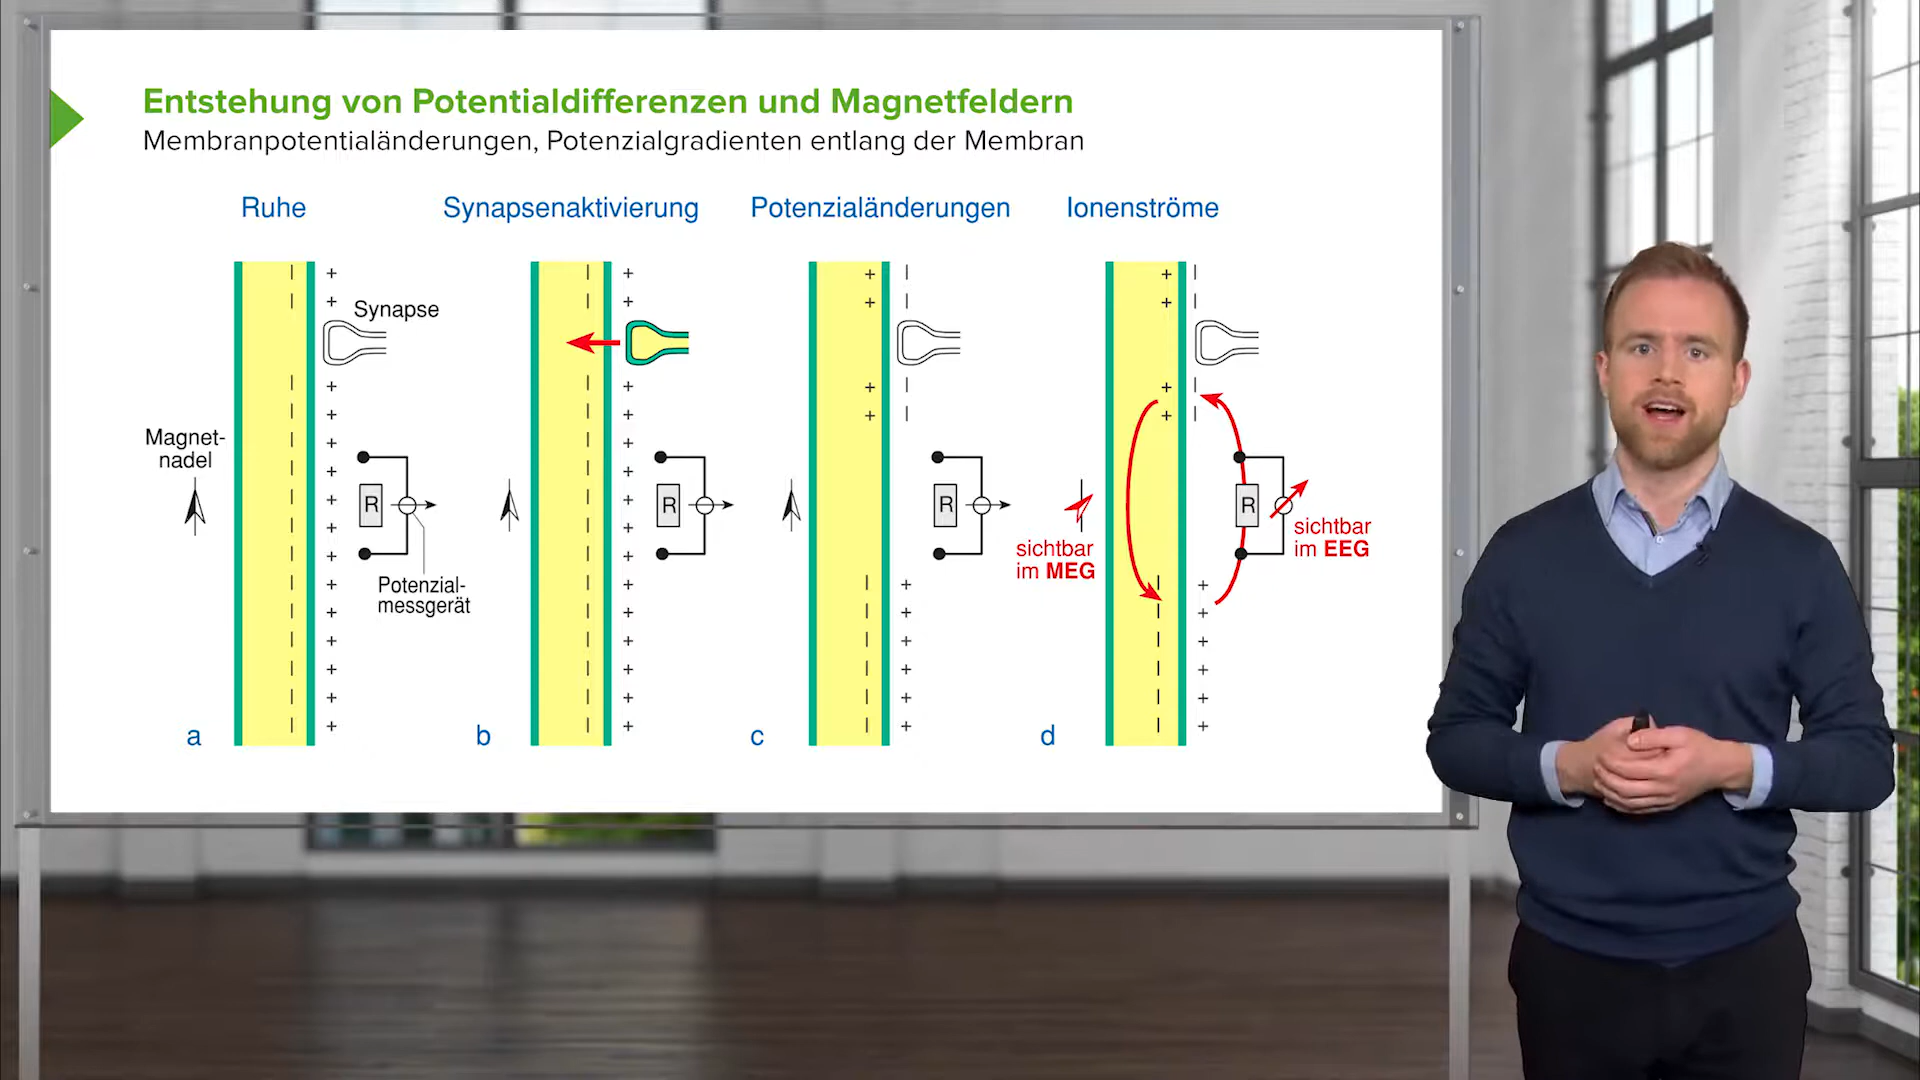 Entstehung von Potentialdifferenzen und Magnetfeldern
Membranpotentialänderungen, Potenzialgradienten entlang der Membran
Ruhe
Synapsenaktivierung
Potenzialänderungen
Ionenströme
Synapse
Magnet-
nadel
R
R
R
R
sichtbar
im EEG
sichtbar
im MEG
Potenzial-
messgerät
a
b
c
d